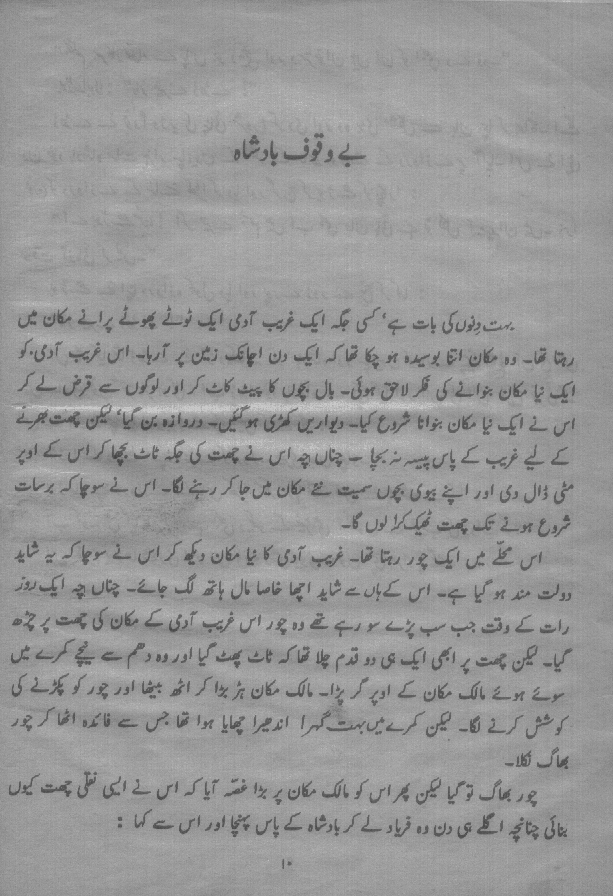 بے وقوف بادشاہ
بہت دِنوں کی بات ہے، کسی جگہ ایک غریب آدمی ایک ٹوٹے پھوٹے پرانے مکان میں
رہتا تھا۔ وہ مکان اتنا بوسیدہ ہو چکا تھا کہ ایک دن اچانک زمین پر آرہا۔ اس غریب آدمی کو
ایک نیا مکان بنوانے کی فکر لاحق ہوئی۔ بال بچوں کا پیٹ کاٹ کر اور لوگوں سے قرض لے کر
اس نے ایک نیا مکان بنوانا شروع کیا۔ دیواریں کھڑی ہو گئیں۔ دروازہ بن گیا، لیکن چھت بھرنے
کے لیے غریب کے پاس پیسہ نہ بچا ۔ چناں چہ اس نے چھت کی جگہ ٹاٹ بچھا کر اس کے اوپر
مٹی ڈال دی اور اپنے بیوی بچوں سمیت نئے مکان میں جا کر رہنے لگا۔ اس نے سوچا کہ برسات
شروع ہونے تک چھت ٹھیک کرا لوں گا۔
اس محلّے میں ایک چور رہتا تھا۔ غریب آدمی کا نیا مکان دیکھ کر اس نے سوچا کہ یہ شاید
دولت مند ہو گیا ہے۔ اس کے ہاں سے شاید اچھا خاصا مال ہاتھ لگ جائے۔ چناں چہ ایک روز
رات کے وقت جب سب پڑے سو رہے تھے وہ چور اس غریب آدمی کے مکان کی چھت پر چڑھ
گیا۔ لیکن چھت پر ابھی ایک ہی دو قدم چلا تھا کہ ٹاٹ پھٹ گیا اور وہ دھم سے نیچے کمرے میں
سوئے ہوئے مالک مکان کے اوپر گر پڑا۔ مالک مکان ہڑبڑا کر اٹھ بیٹھا اور چور کو پکڑنے کی
کوشش کرنے لگا۔ لیکن کمرے میں بہت گہرا اندھیرا چھایا ہوا تھا جس سے فائدہ اٹھا کر چور
بھاگ نکلا۔
چور بھاگ تو گیا لیکن پھر اس کو مالک مکان پر بڑا غصّہ آیا کہ اس نے ایسی نقلی چھت کیوں
بنائی چنانچہ اگلے ہی دن وہ فریاد لے کر بادشاہ کے پاس پہنچا اور اس سے کہا :
۱۰